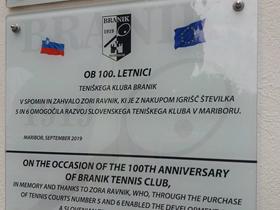 BRANIK
BRANIK
1919
OB 100. LETNICI
TENIŠKEGA KLUBA BRANIK
V SPOMIN IN ZAHVALO ZORI RAVNIK, KI JE Z NAKUPOM IGRIŠČ ŠTEVILKA
5 IN 6 OMOGOČILA RAZVOJ SLOVENSKEGA TENIŠKEGA KLUBA V MARIBORU.
MARIBOR, SEPTEMBER 2019
ON THE OCCASION OF THE 100TH ANNIVERSARY
OF BRANIK TENNIS CLUB,
IN MEMORY AND THANKS TO ZORA RAVNIK, WHO, THROUGH THE PURCHASE
OF TENNIS COURTS NUMBER 5 AND 6 ENABLED THE DEVELOPMENT
A SLOVENIAN